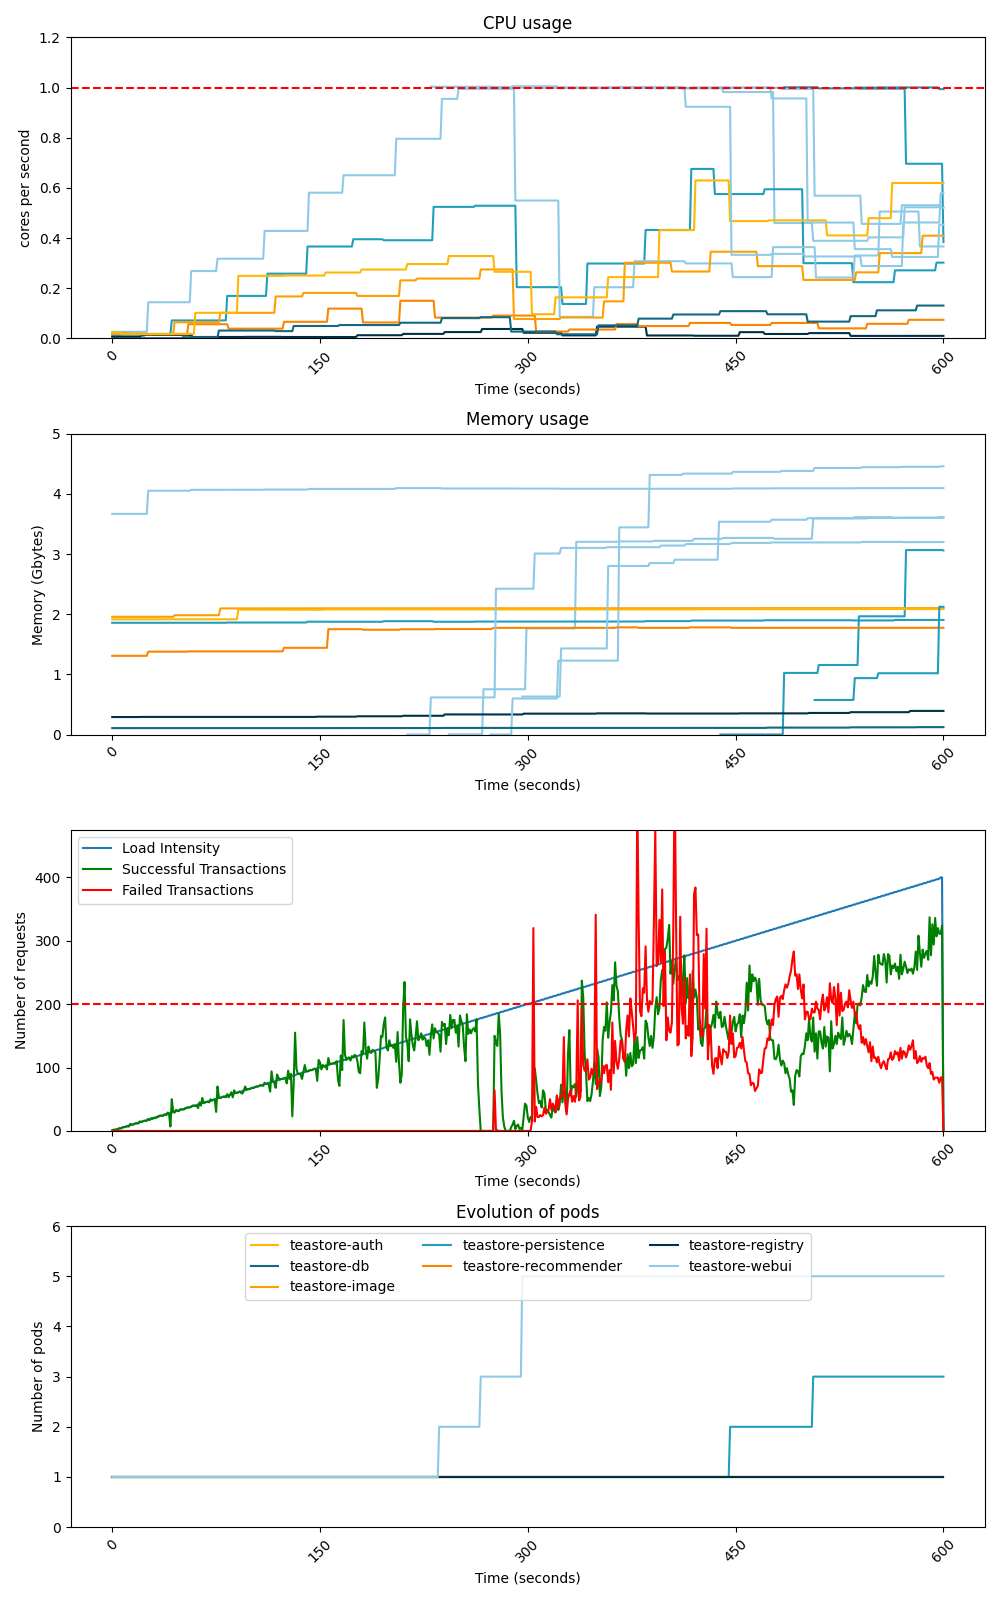 CPU usage
1.2
1.0
0.8
0.6
0.4
0.2
0.0
cores per second
0
150
300
450
600
Time (seconds)
Memory usage
5
4
3
2
1
0
Memory (Gbytes)
0
150
300
450
600
Time (seconds)
Load Intensity
Successful Transactions
Failed Transactions
400
300
200
100
0
Number of requests
0
150
300
450
600
Time (seconds)
Evolution of pods
teastore-auth
teastore-db
teastore-image
teastore-persistence
teastore-recommender
teastore-registry
teastore-webui
6
5
4
3
2
1
0
Number of pods
0
150
300
450
600
Time (seconds)